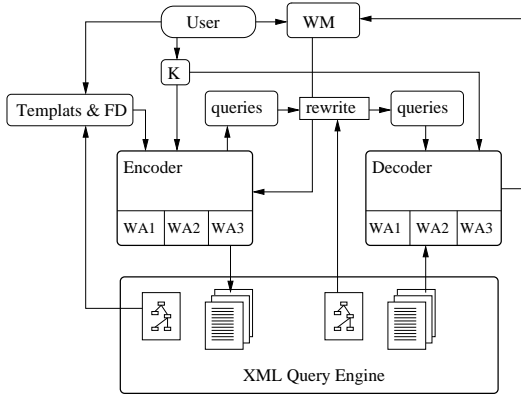 User
WM
K
Templats & FD
queries
rewrite
queries
Encoder
WA1
WA2
WA3
Decoder
WA1
WA2
WA3
XML Query Engine